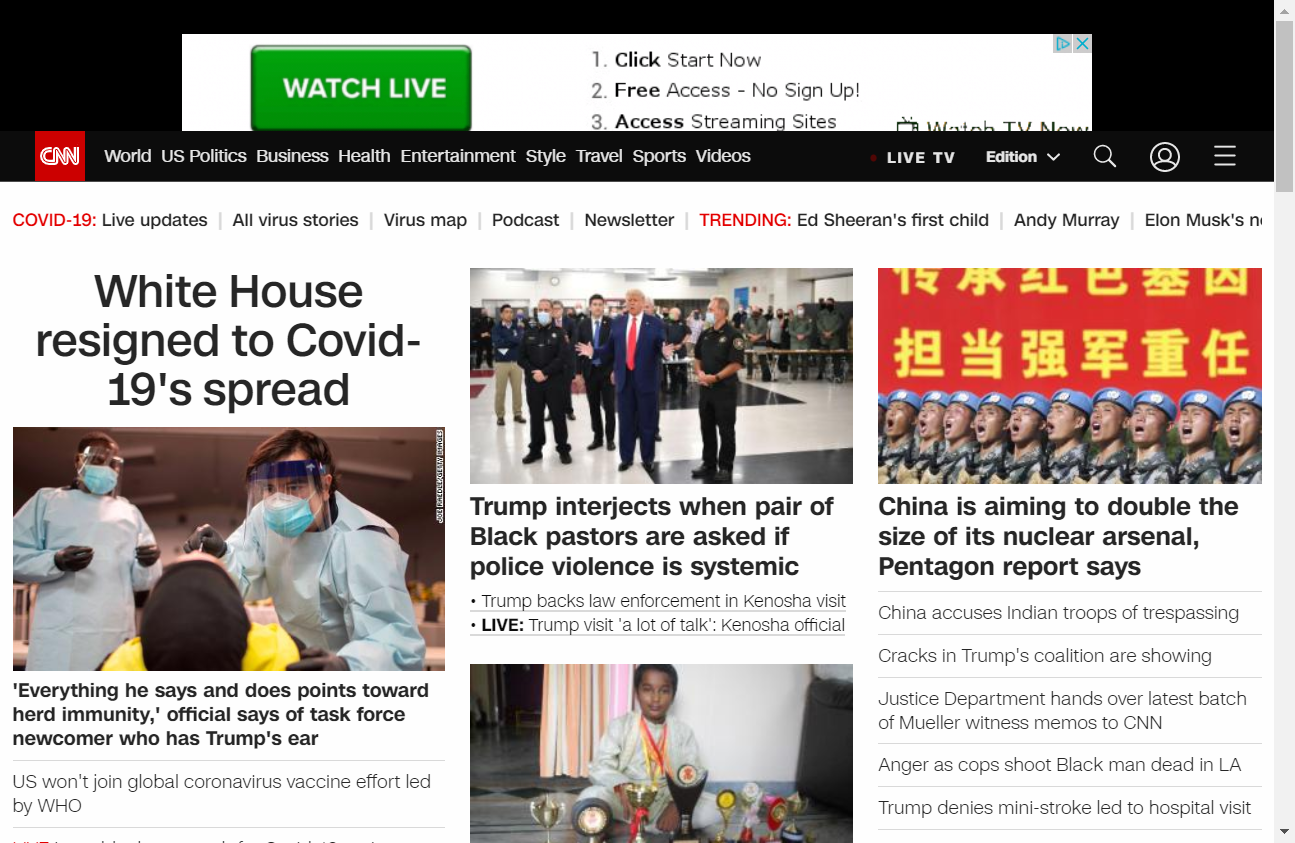 WATCH LIVE
1. Click Start Now
2. Free Access - No Sign Up!
3. Access Streaming Sites
Watch TV Now
CNN
World US Politics Business Health Entertainment Style Travel Sports Videos
LIVE TV
Edition
COVID-19: Live updates | All virus stories | Virus map | Podcast | Newsletter | TRENDING: Ed Sheeran's first child | Andy Murray | Elon Musk's
White House
resigned to Covid-
19's spread
JOE RAEDLE/GETTY IMAGES
'Everything he says and does points toward
herd immunity,' official says of task force
newcomer who has Trump's ear
US won't join global coronavirus vaccine effort led
by WHO
Trump interjects when pair of
Black pastors are asked if
police violence is systemic
• Trump backs law enforcement in Kenosha visit
• LIVE: Trump visit 'a lot of talk': Kenosha official
传承红色基因
担当强军重任
China is aiming to double the
size of its nuclear arsenal,
Pentagon report says
China accuses Indian troops of trespassing
Cracks in Trump's coalition are showing
Justice Department hands over latest batch
of Mueller witness memos to CNN
Anger as cops shoot Black man dead in LA
Trump denies mini-stroke led to hospital visit